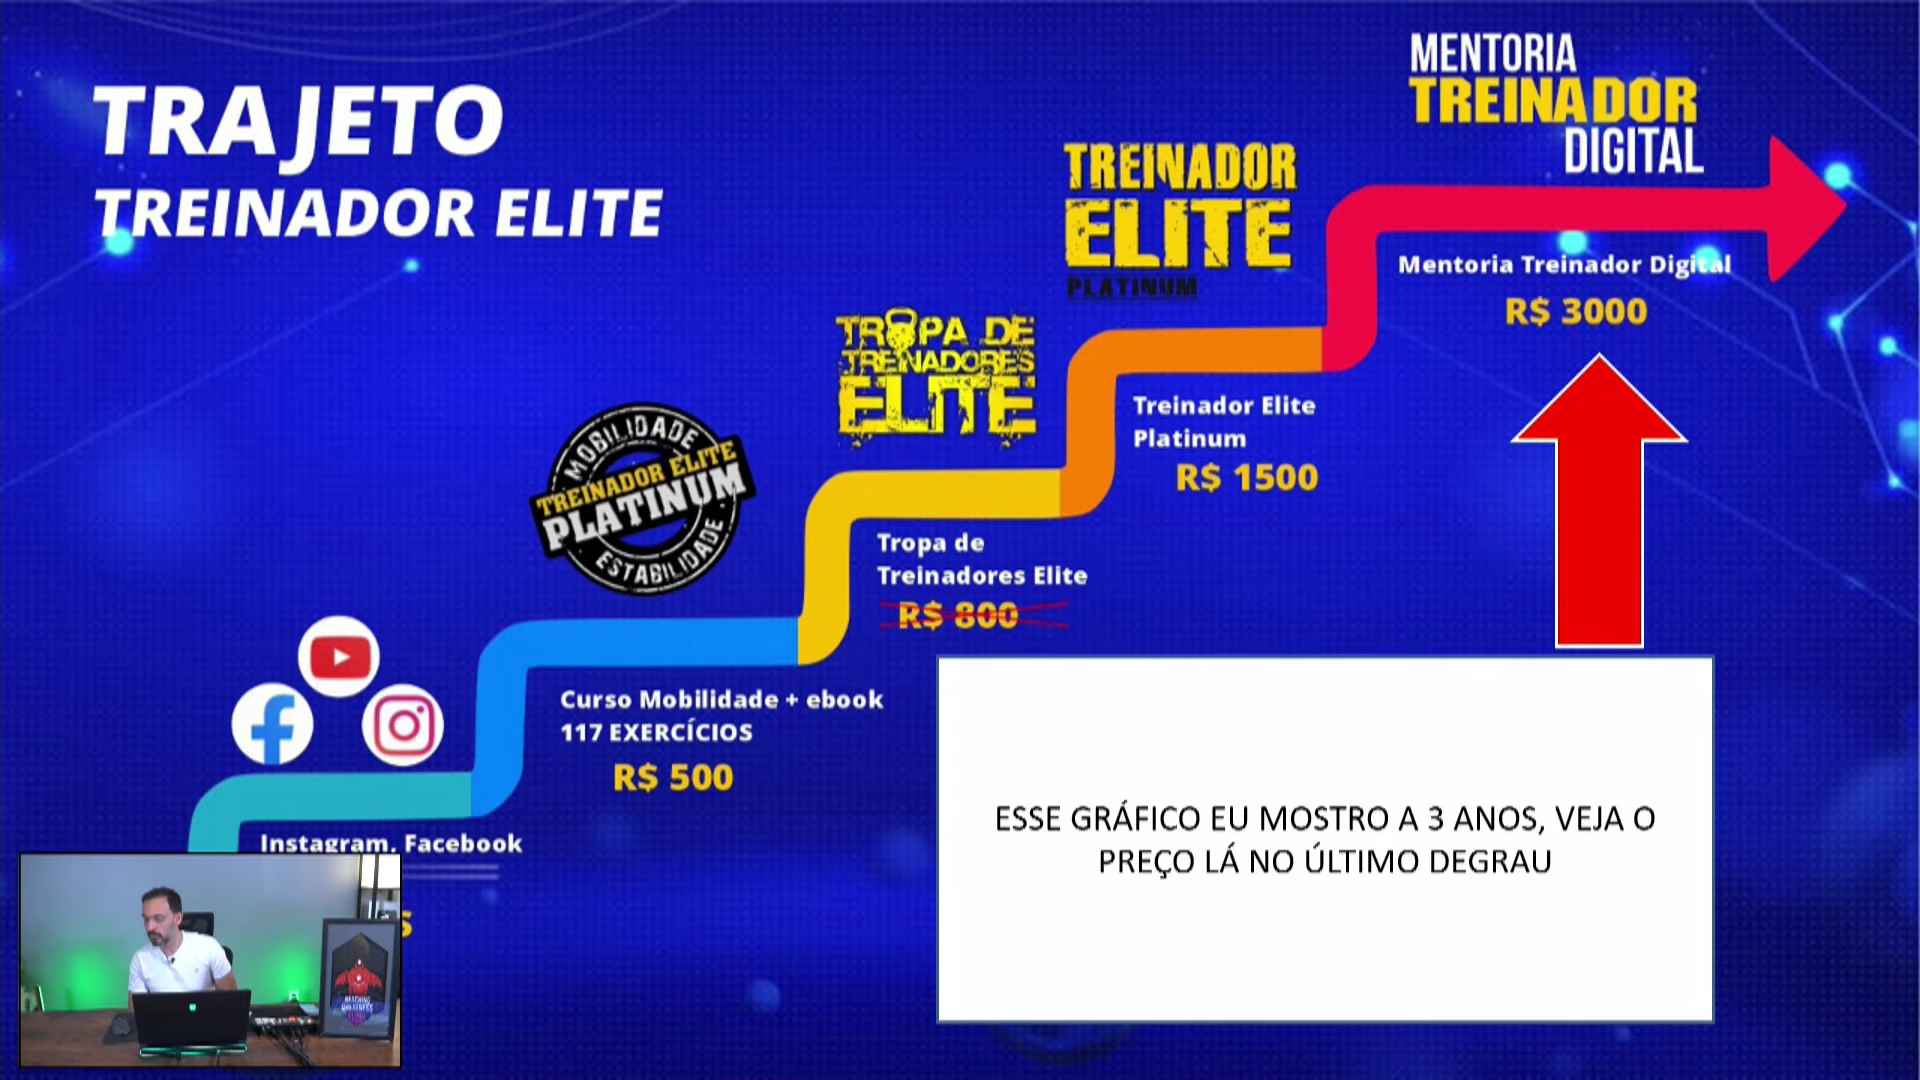 TRAJETO
TREINADOR ELITE
MENTORIA
TREINADOR
DIGITAL
Mentoria Treinador Digital
R$ 3000
TREINADOR
ELITE
PLATINUM
Treinador Elite
Platinum
R$ 1500
TROPA DE
TREINADORES
ELITE
Tropa de
Treinadores Elite
R$ 800
MOBILIDADE
TREINADOR ELITE
PLATINUM
ESTABILIDADE
Curso Mobilidade + ebook
117 EXERCÍCIOS
R$ 500
Instagram, Facebook
S
ESSE GRÁFICO EU MOSTRO A 3 ANOS, VEJA O
PREÇO LÁ NO ÚLTIMO DEGRAU
REACHING
GREATNESS